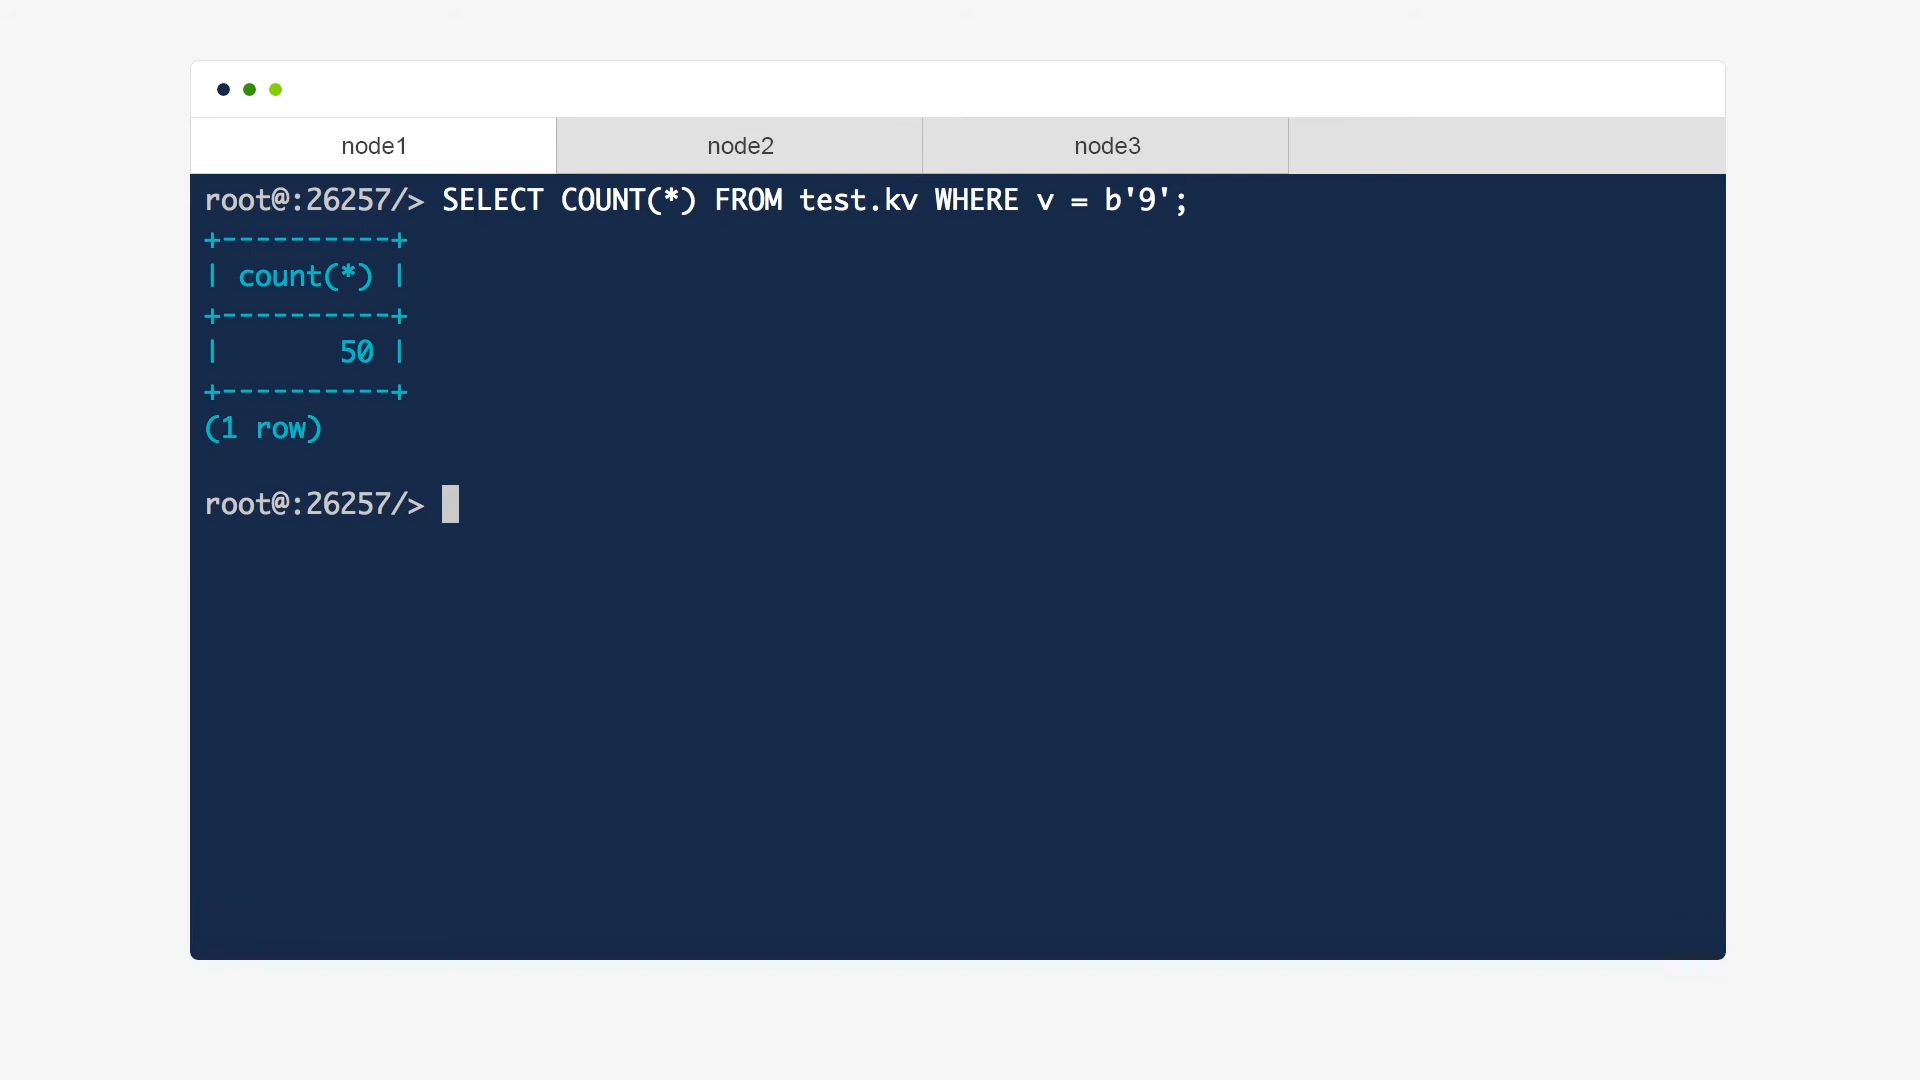 node1 node2 node3
root@:26257/> SELECT COUNT(*) FROM test.kv WHERE v = b'9';
+----------+
| count(*) |
+----------+
|       50 |
+----------+
(1 row)
root@:26257/>